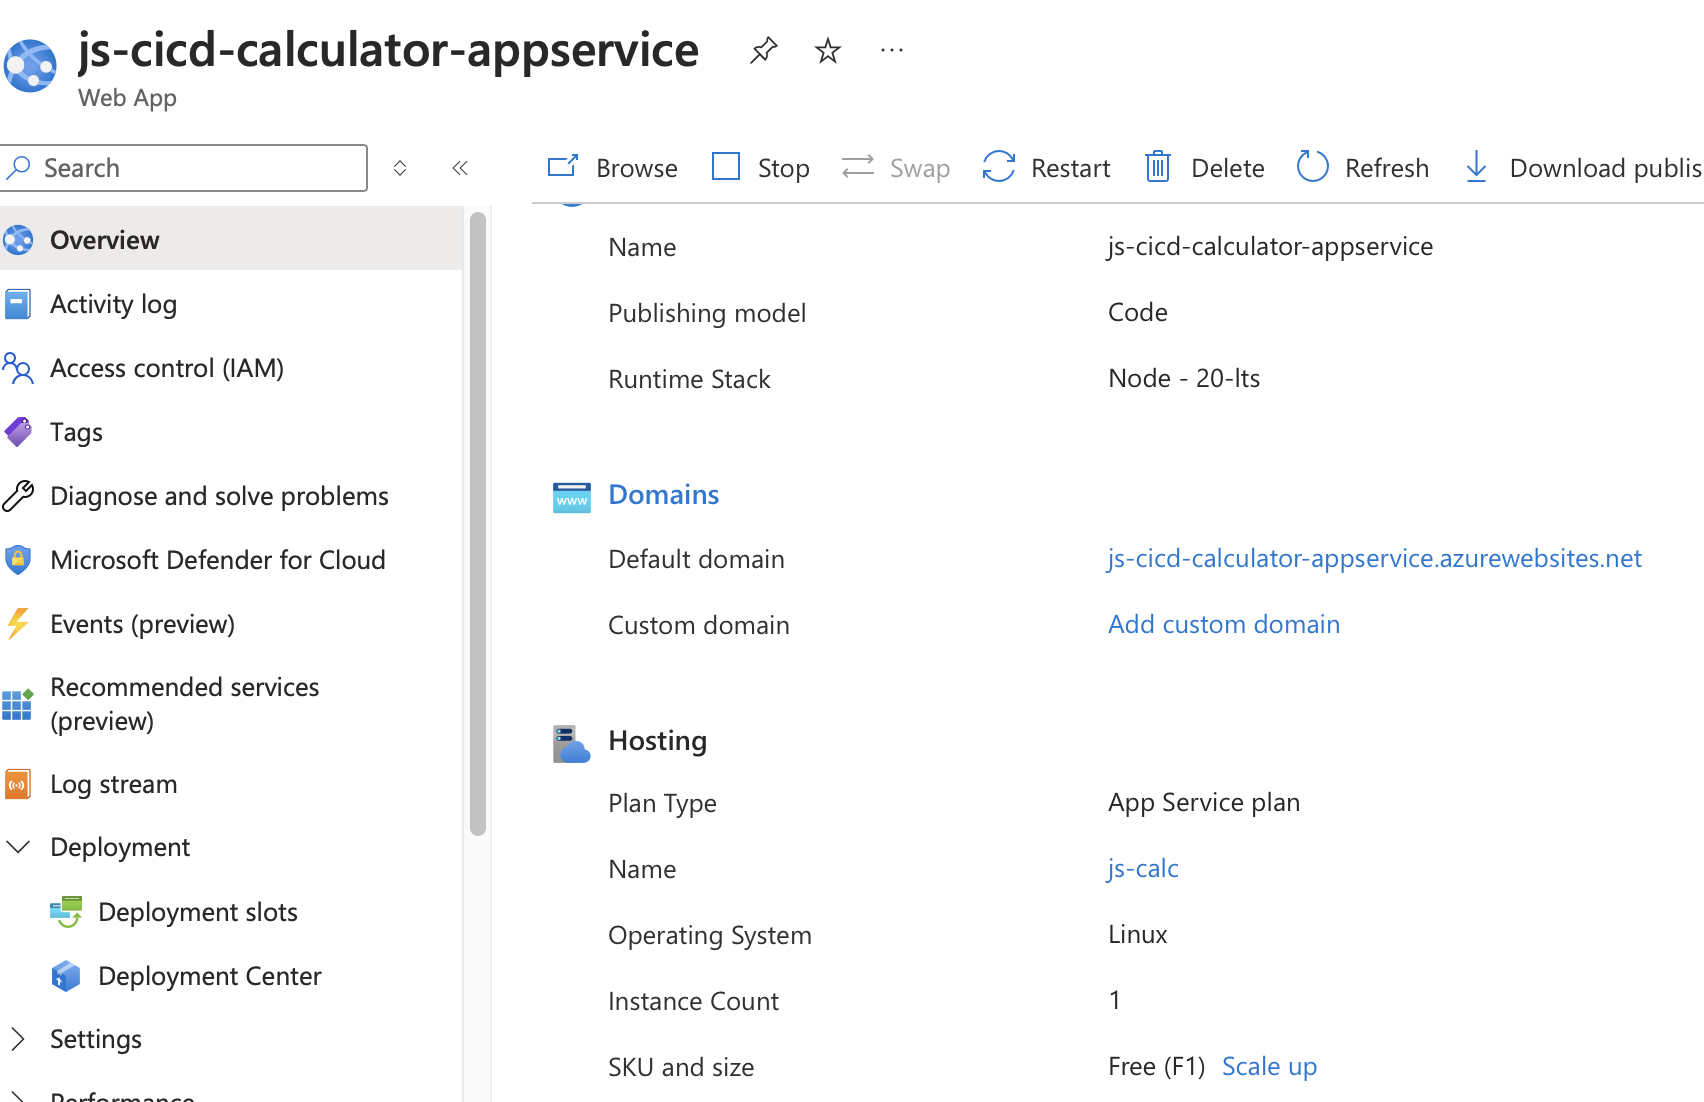 js-cicd-calculator-appservice
Web App
Search
Browse
Stop
Swap
Restart
Delete
Refresh
Download publis
Overview
Activity log
Access control (IAM)
Tags
Diagnose and solve problems
Microsoft Defender for Cloud
Events (preview)
Recommended services
(preview)
Log stream
Deployment
Deployment slots
Deployment Center
Settings
Performance
Name js-cicd-calculator-appservice
Publishing model Code
Runtime Stack Node - 20-lts
www Domains
Default domain js-cicd-calculator-appservice.azurewebsites.net
Custom domain Add custom domain
Hosting
Plan Type App Service plan
Name js-calc
Operating System Linux
Instance Count 1
SKU and size Free (F1) Scale up